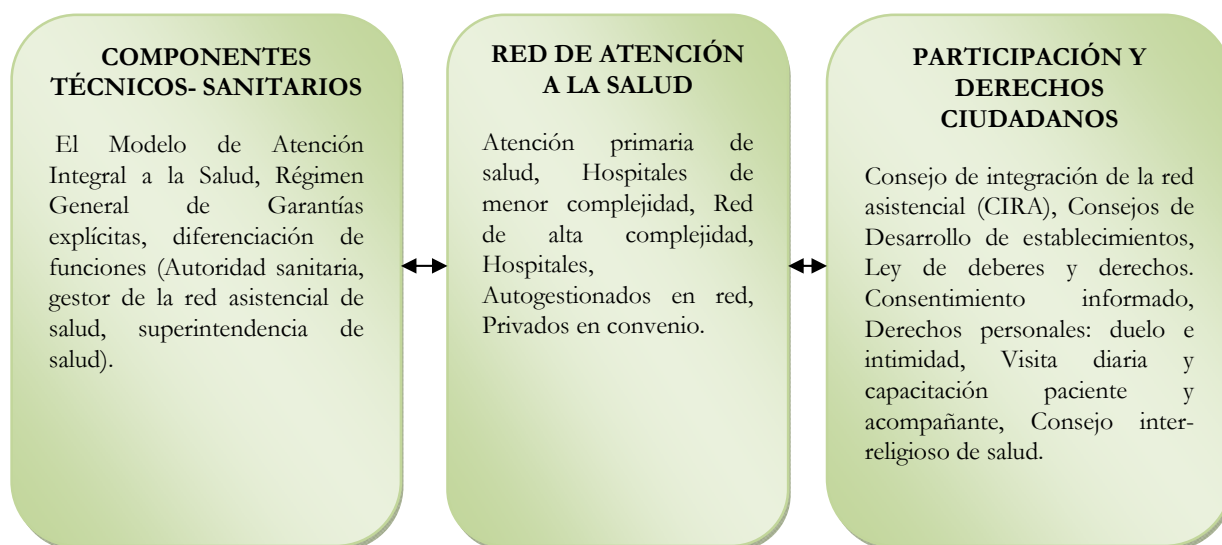 COMPONENTES
TÉCNICOS- SANITARIOS
El Modelo de Atención
Integral a la Salud, Régimen
General de Garantías
explícitas, diferenciación de
funciones (Autoridad sanitaria,
gestor de la red asistencial de
salud, superintendencia de
salud).
RED DE ATENCIÓN
A LA SALUD
Atención primaria de
salud, Hospitales de
menor complejidad, Red
de alta complejidad,
Hospitales,
Autogestionados en red,
Privados en convenio.
PARTICIPACIÓN Y
DERECHOS
CIUDADANOS
Consejo de integración de la red
asistencial (CIRA), Consejos de
Desarrollo de establecimientos,
Ley de deberes y derechos.
Consentimiento informado,
Derechos personales: duelo e
intimidad, Visita diaria y
capacitación paciente y
acompañante, Consejo inter-
religioso de salud.